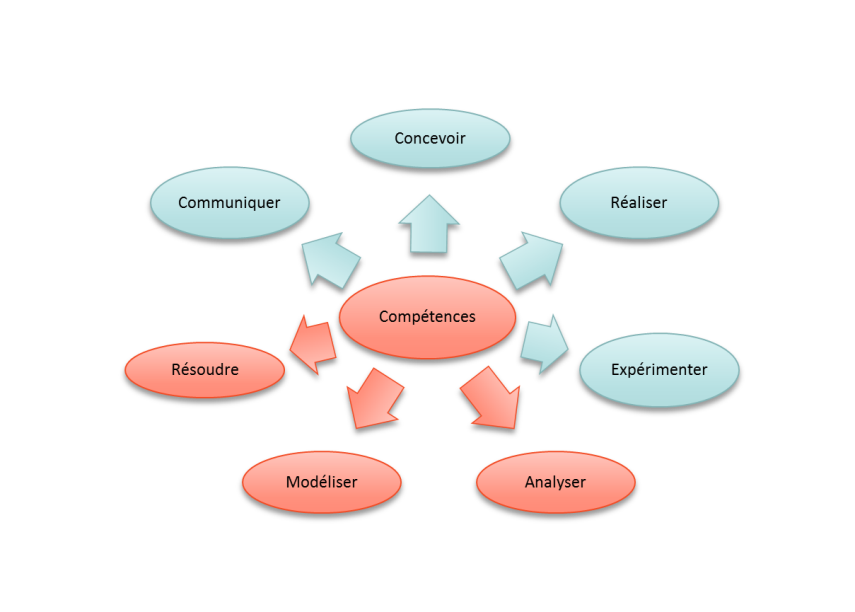 Concevoir
Communiquer
Réaliser
Compétences
Résoudre
Expérimenter
Modéliser
Analyser